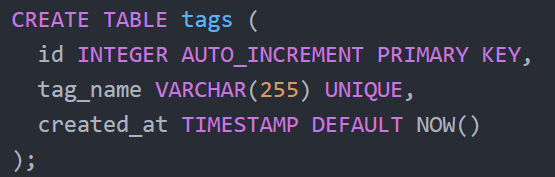 CREATE TABLE tags (
  id INTEGER AUTO_INCREMENT PRIMARY KEY,
  tag_name VARCHAR(255) UNIQUE,
  created_at TIMESTAMP DEFAULT NOW()
);